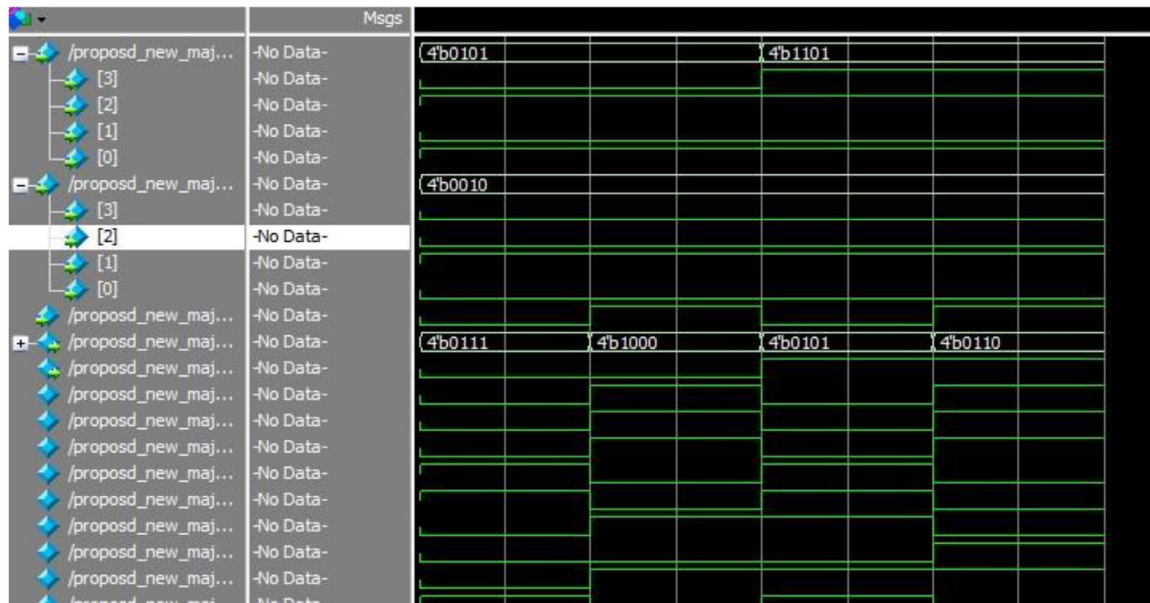 Msgs
/proposd_new_maj... -No Data- 4'b0101 4'b1101
[3] -No Data-
[2] -No Data-
[1] -No Data-
[0] -No Data-
/proposd_new_maj... -No Data- 4'b0010
[3] -No Data-
[2] -No Data-
[1] -No Data-
[0] -No Data-
/proposd_new_maj... -No Data-
/proposd_new_maj... -No Data- 4'b0111 4'b1000 4'b0101 4'b0110
/proposd_new_maj... -No Data-
/proposd_new_maj... -No Data-
/proposd_new_maj... -No Data-
/proposd_new_maj... -No Data-
/proposd_new_maj... -No Data-
/proposd_new_maj... -No Data-
/proposd_new_maj... -No Data-
/proposd_new_maj... -No Data-
/proposd_new_maj... -No Data-